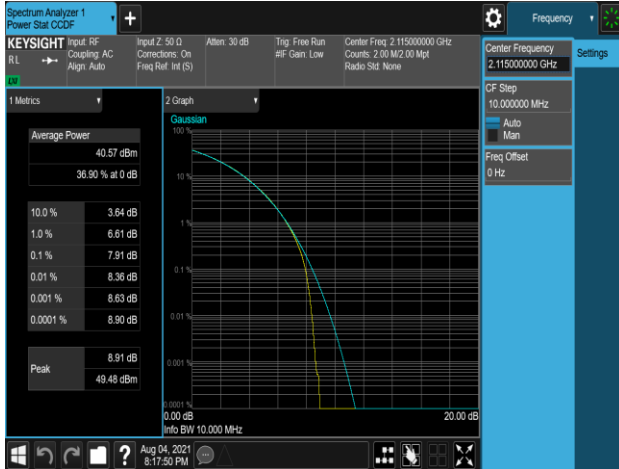 Spectrum Analyzer 1
Power Stat CCDF
Frequency
KEYSIGHT
RL
Input: RF
Coupling: AC
Align: Auto
Input Z: 50 Ω
Corrections: On
Freq Ref: Int (S)
Atten: 30 dB
Trig: Free Run
#IF Gain: Low
Center Freq: 2.115000000 GHz
Counts: 2.00 M/2.00 Mpt
Radio Std: None
Center Frequency
2.115000000 GHz
Settings
CF Step
10.000000 MHz
Auto
Man
Freq Offset
0 Hz
1 Metrics
Average Power
40.57 dBm
36.90 % at 0 dB
10.0 % 3.64 dB
1.0 % 6.61 dB
0.1 % 7.91 dB
0.01 % 8.36 dB
0.001 % 8.63 dB
0.0001 % 8.90 dB
Peak
8.91 dB
49.48 dBm
2 Graph
Gaussian
100 %
10 %
1 %
0.1 %
0.01 %
0.001 %
0.0001 %
0.00 dB
20.00 dB
Info BW 10.000 MHz
?
Aug 04, 2021
8:17:50 PM